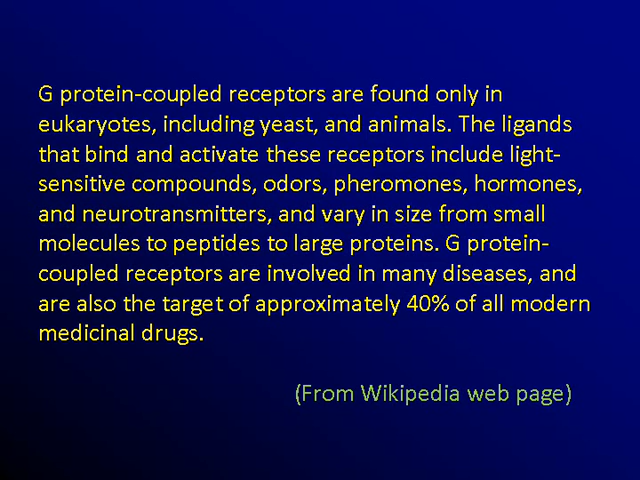 G protein-coupled receptors are found only in
eukaryotes, including yeast, and animals. The ligands
that bind and activate these receptors include light-
sensitive compounds, odors, pheromones, hormones,
and neurotransmitters, and vary in size from small
molecules to peptides to large proteins. G protein-
coupled receptors are involved in many diseases, and
are also the target of approximately 40% of all modern
medicinal drugs.
(From Wikipedia web page)